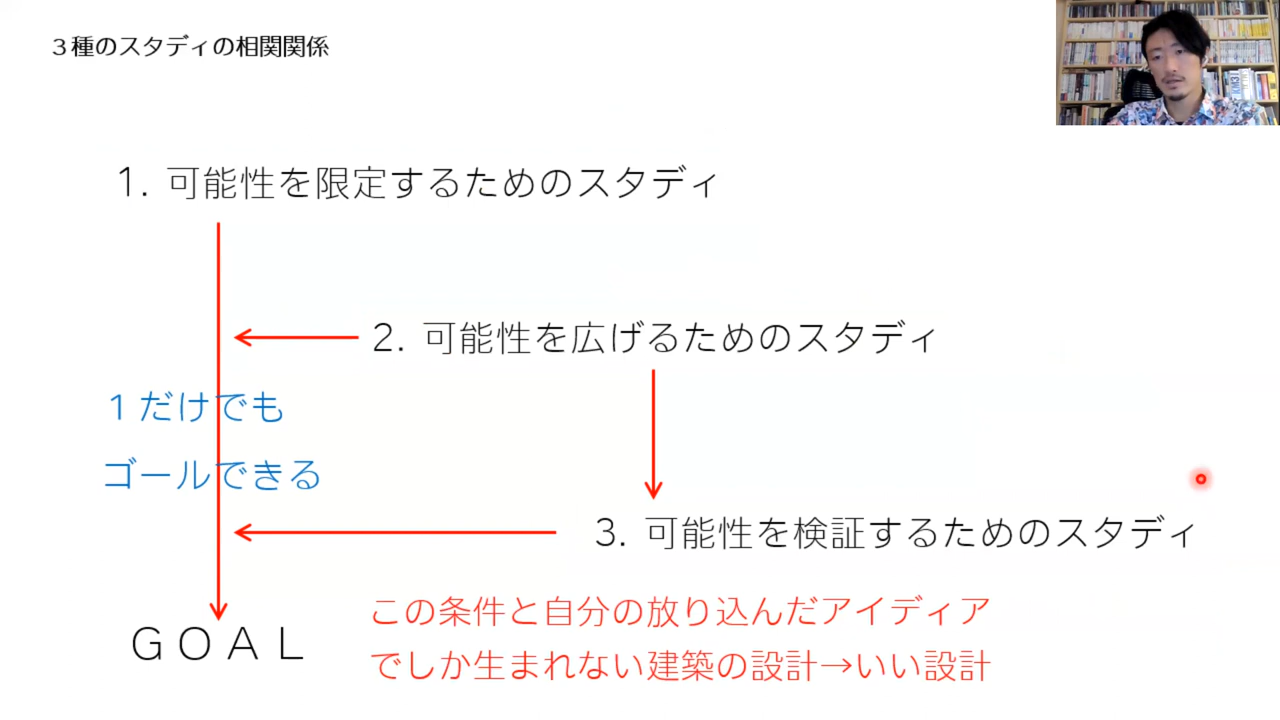 ３種のスタディの相関関係
1. 可能性を限定するためのスタディ
2. 可能性を広げるためのスタディ
１だけでも
ゴールできる
3. 可能性を検証するためのスタディ
この条件と自分の放り込んだアイディア
ＧＯＡＬ
でしか生まれない建築の設計→いい設計